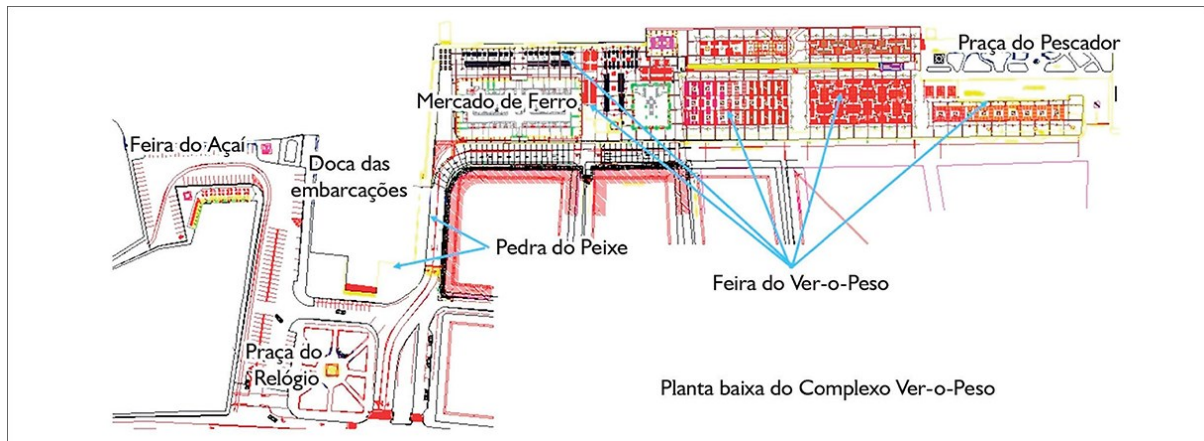 Praça do Pescador
Mercado de Ferro
Feira do Açaí
Doca das
embarcações
Pedra do Peixe
Feira do Ver-o-Peso
Praça do
Relógio
Planta baixa do Complexo Ver-o-Peso